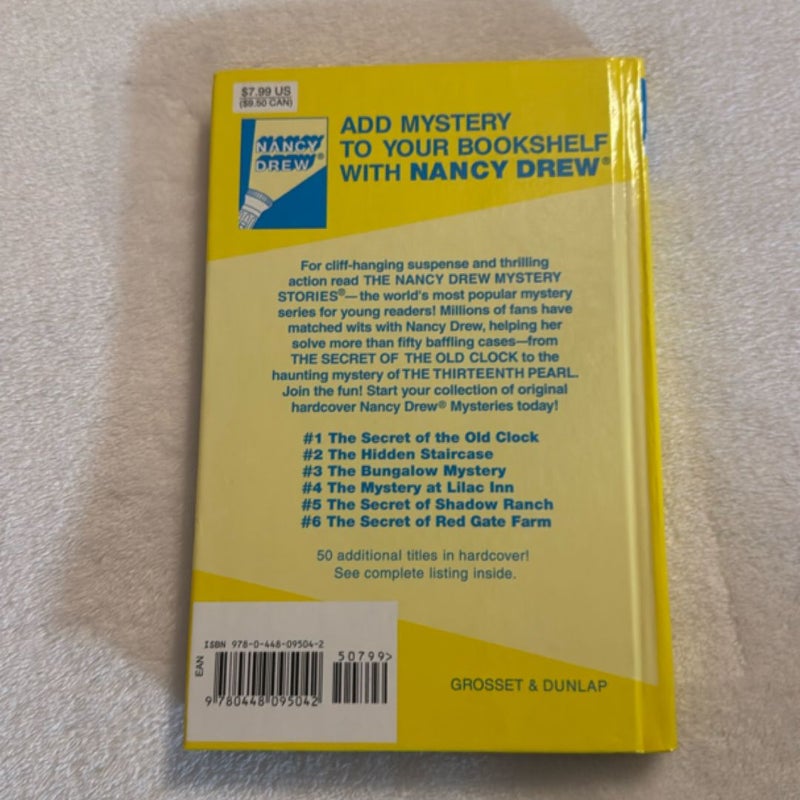 $7.99 US
($9.50 CAN)
NANCY
DREW®
ADD MYSTERY
TO YOUR BOOKSHELF
WITH NANCY DREW®
For cliff-hanging suspense and thrilling
action read THE NANCY DREW MYSTERY
STORIES®—the world's most popular mystery
series for young readers! Millions of fans have
matched wits with Nancy Drew, helping her
solve more than fifty baffling cases—from
THE SECRET OF THE OLD CLOCK to the
haunting mystery of THE THIRTEENTH PEARL.
Join the fun! Start your collection of original
hardcover Nancy Drew® Mysteries today!
#1 The Secret of the Old Clock
#2 The Hidden Staircase
#3 The Bungalow Mystery
#4 The Mystery at Lilac Inn
#5 The Secret of Shadow Ranch
#6 The Secret of Red Gate Farm
50 additional titles in hardcover!
See complete listing inside.
ISBN 978-0-448-09504-2
50799>
EAN
9 780448 095042
GROSSET & DUNLAP